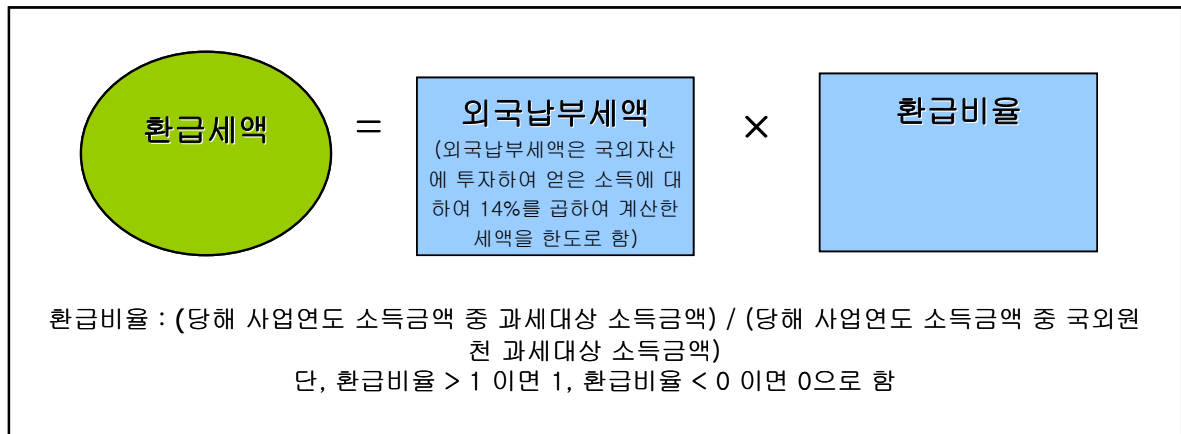 환급세액
=
외국납부세액
(외국납부세액은 국외자산
에 투자하여 얻은 소득에 대
하여 14%를 곱하여 계산한
세액을 한도로 함)
×
환급비율
환급비율 : (당해 사업연도 소득금액 중 과세대상 소득금액) / (당해 사업연도 소득금액 중 국외원
천 과세대상 소득금액)
단, 환급비율 > 1 이면 1, 환급비율 < 0 이면 0으로 함